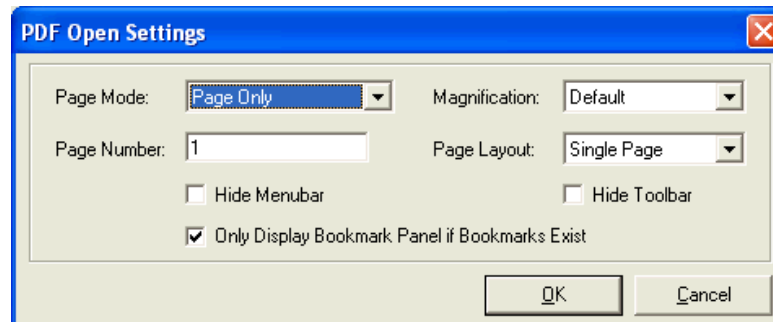 PDF Open Settings
Page Mode: Page Only Magnification: Default
Page Number: 1 Page Layout: Single Page
Hide Menubar Hide Toolbar
Only Display Bookmark Panel if Bookmarks Exist
OK Cancel